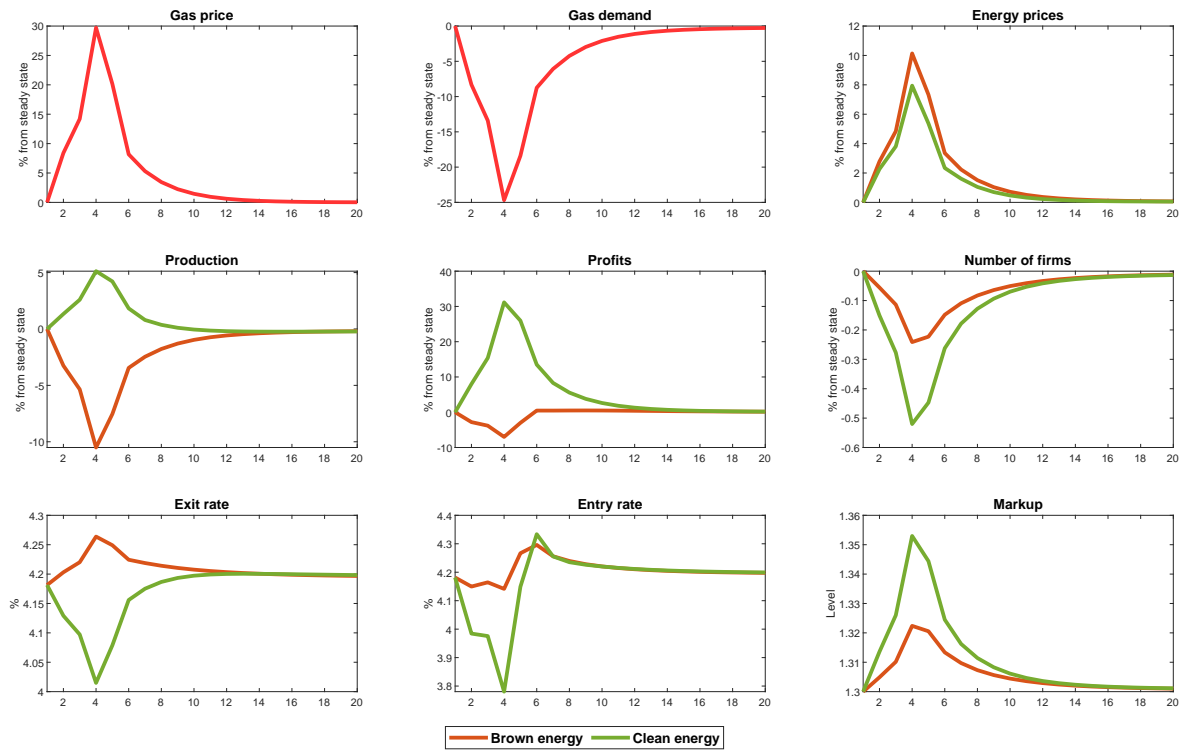 Gas price
Gas demand
Energy prices
% from steady state
30
25
20
15
10
5
0
2 4 6 8 10 12 14 16 18 20
% from steady state
0
-5
-10
-15
-20
-25
2 4 6 8 10 12 14 16 18 20
% from steady state
12
10
8
6
4
2
0
2 4 6 8 10 12 14 16 18 20
Production
Profits
Number of firms
% from steady state
5
0
-5
-10
2 4 6 8 10 12 14 16 18 20
% from steady state
40
30
20
10
0
-10
2 4 6 8 10 12 14 16 18 20
% from steady state
0
-0.1
-0.2
-0.3
-0.4
-0.5
-0.6
2 4 6 8 10 12 14 16 18 20
Exit rate
Entry rate
Markup
%
4.3
4.25
4.2
4.15
4.1
4.05
4
2 4 6 8 10 12 14 16 18 20
%
4.4
4.3
4.2
4.1
4
3.9
3.8
2 4 6 8 10 12 14 16 18 20
Level
1.36
1.35
1.34
1.33
1.32
1.31
1.3
2 4 6 8 10 12 14 16 18 20
Brown energy Clean energy